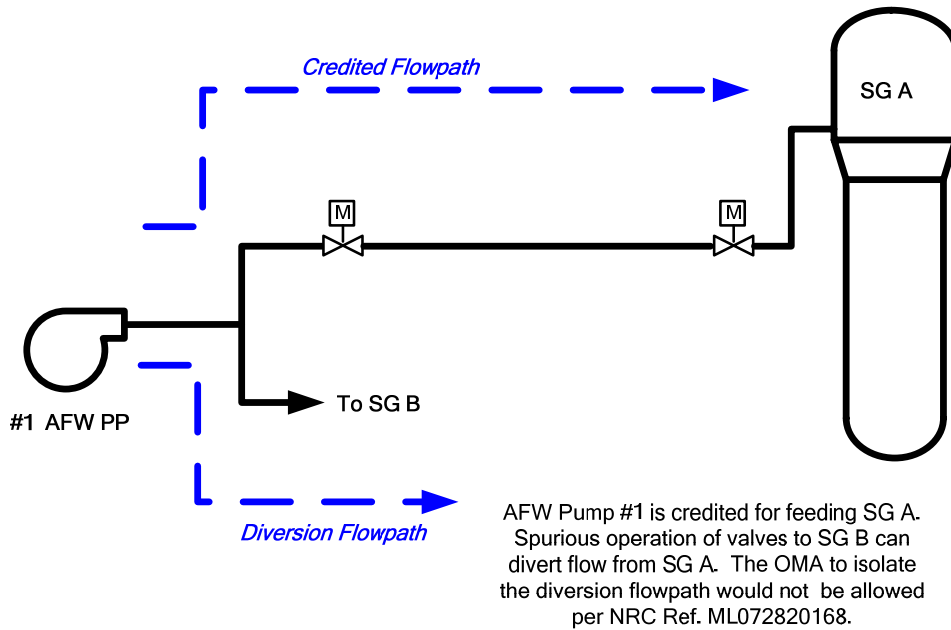 Credited Flowpath
SG A
M
M
#1 AFW PP
To SG B
Diversion Flowpath
AFW Pump #1 is credited for feeding SG A.
Spurious operation of valves to SG B can
divert flow from SG A. The OMA to isolate
the diversion flowpath would not be allowed
per NRC Ref. ML072820168.